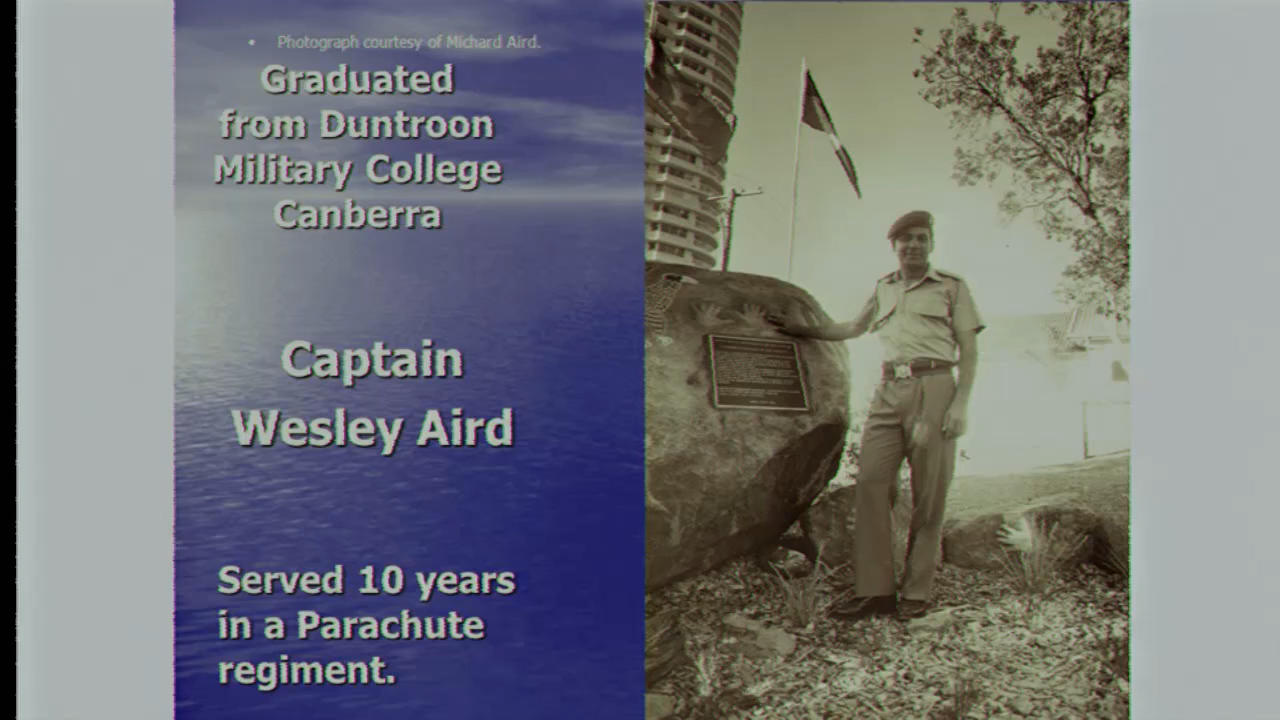 • Photograph courtesy of Michard Aird.
Graduated
from Duntroon
Military College
Canberra
Captain
Wesley Aird
Served 10 years
in a Parachute
regiment.